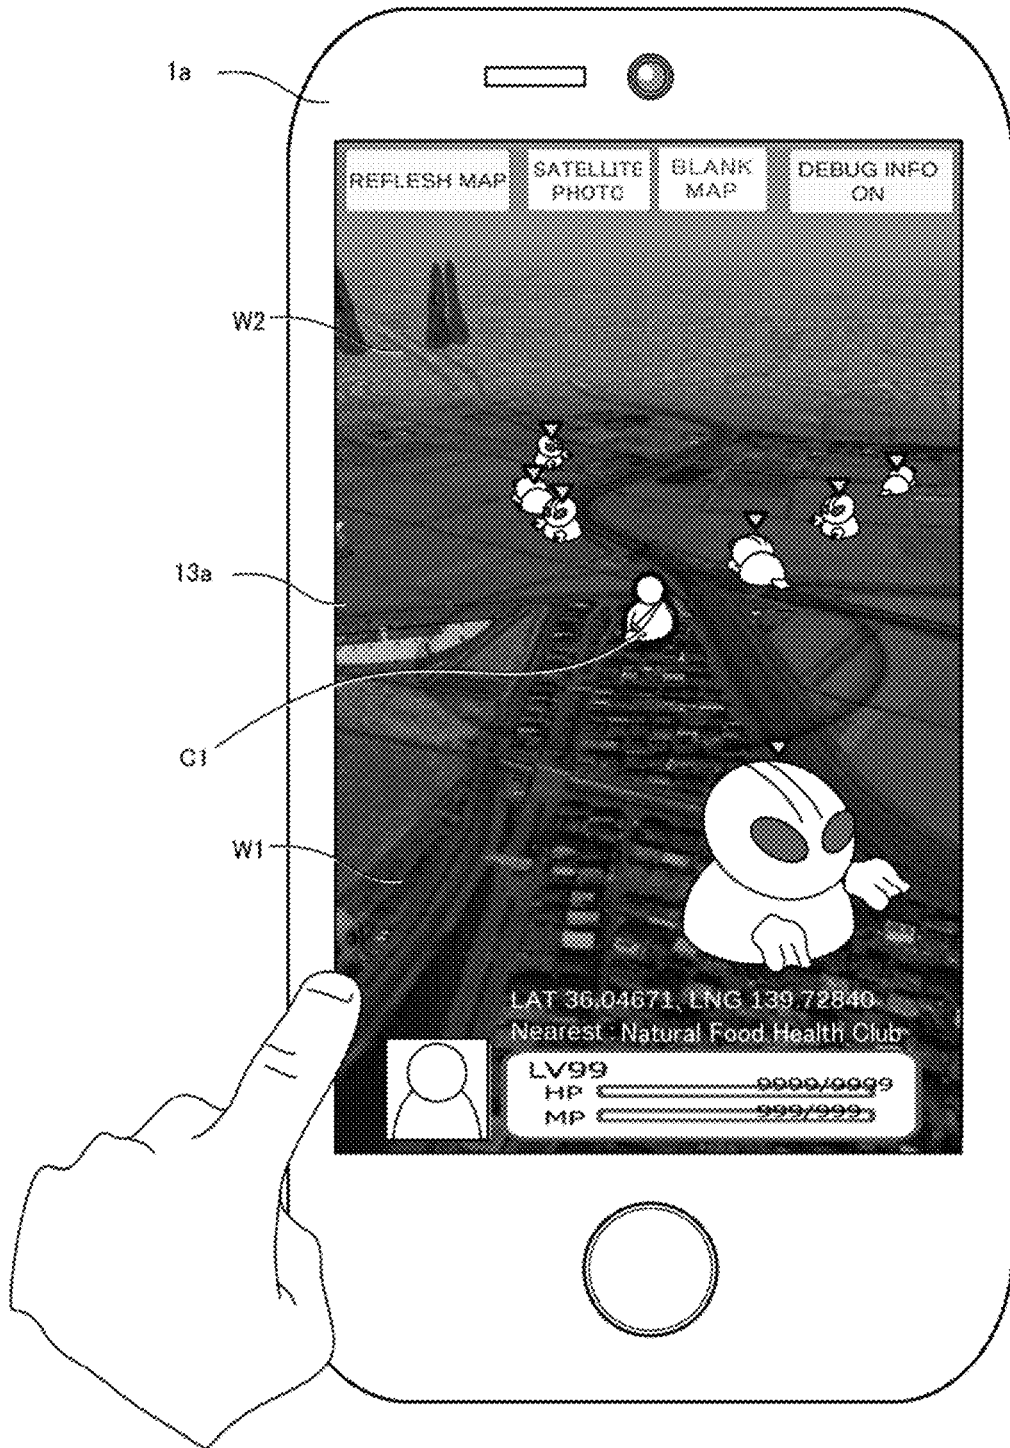 1a
REFLESH MAP
SATELLITE
PHOTO
BLANK
MAP
DEBUG INFO
ON
W2
13a
G1
W1
LAT 36.04671, LNG 139.72840
Nearest - Natural Food Health Club
LV99
HP 9999/9999
MP 999/999